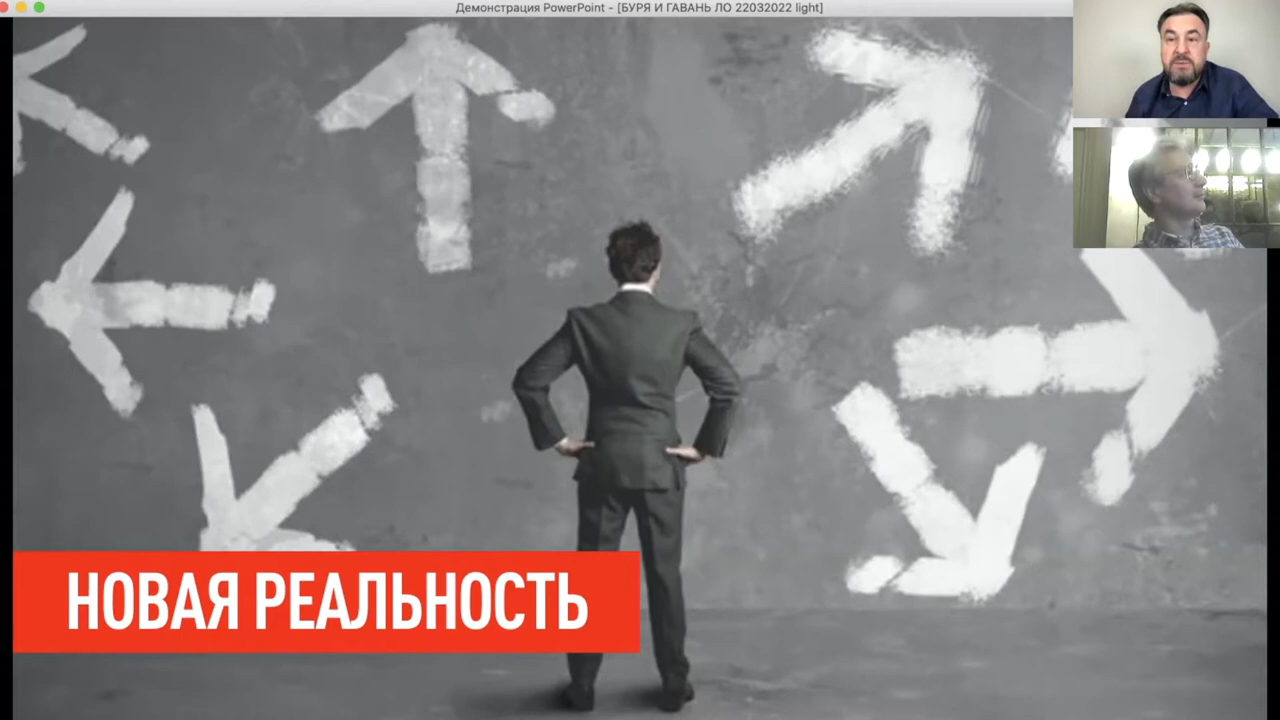 Демонстрация PowerPoint - [БУРЯ И ГАВАНЬ ЛО 22032022 light]
НОВАЯ РЕАЛЬНОСТЬ